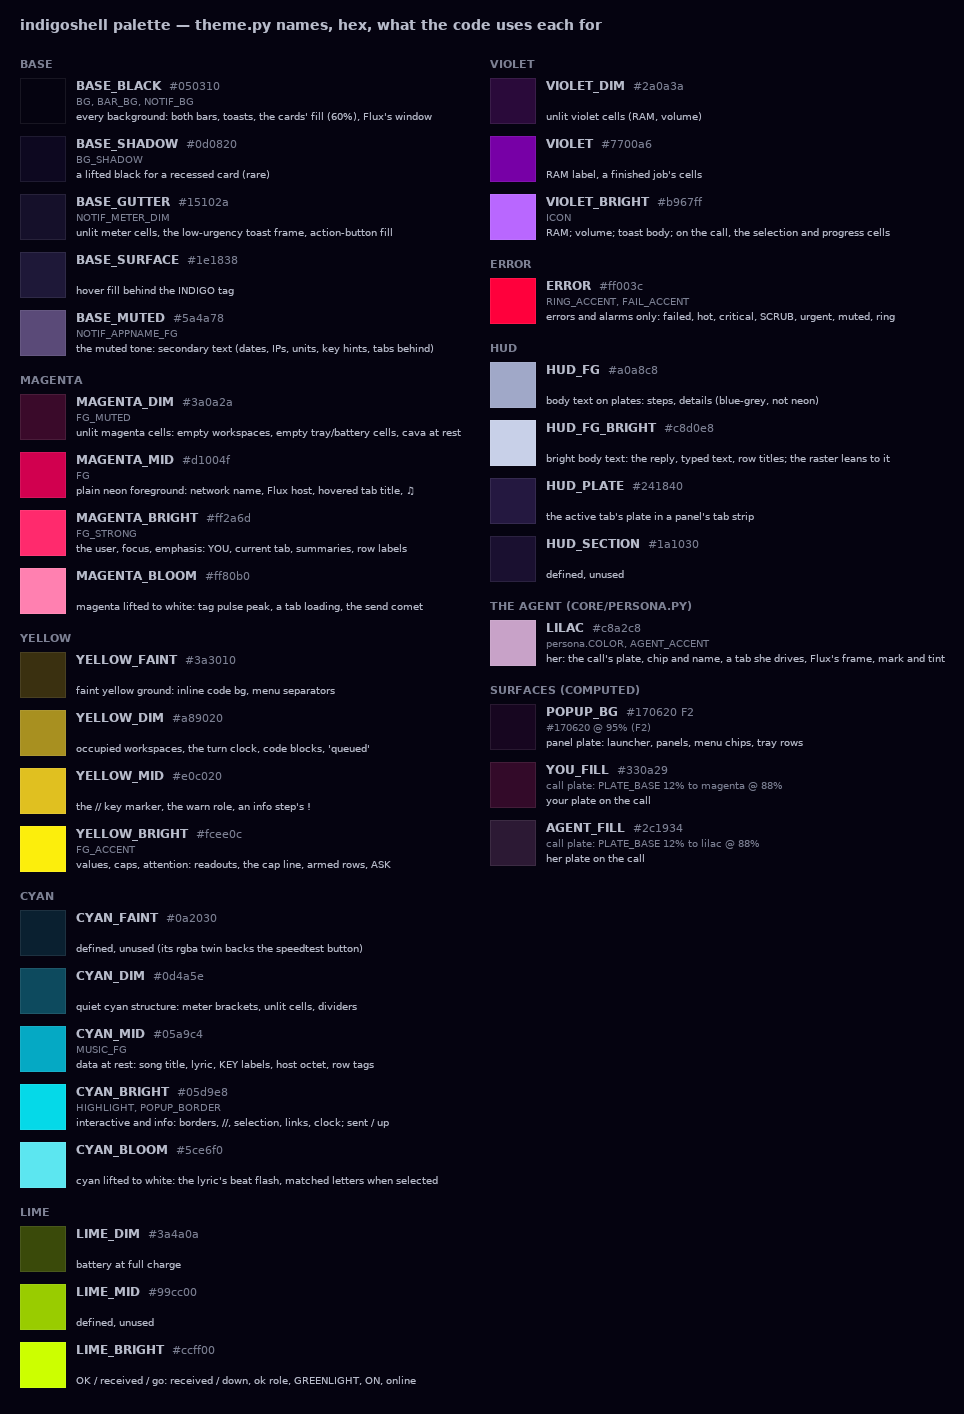 indigoshell palette — theme.py names, hex, what the code uses each for
BASE
BASE_BLACK #050310
BG, BAR_BG, NOTIF_BG
every background: both bars, toasts, the cards' fill (60%), Flux's window
BASE_SHADOW #0d0820
BG_SHADOW
a lifted black for a recessed card (rare)
BASE_GUTTER #15102a
NOTIF_METER_DIM
unlit meter cells, the low-urgency toast frame, action-button fill
BASE_SURFACE #1e1838
hover fill behind the INDIGO tag
BASE_MUTED #5a4a78
NOTIF_APPNAME_FG
the muted tone: secondary text (dates, IPs, units, key hints, tabs behind)
MAGENTA
MAGENTA_DIM #3a0a2a
FG_MUTED
unlit magenta cells: empty workspaces, empty tray/battery cells, cava at rest
MAGENTA_MID #d1004f
FG
plain neon foreground: network name, Flux host, hovered tab title, ♫
MAGENTA_BRIGHT #ff2a6d
FG_STRONG
the user, focus, emphasis: YOU, current tab, summaries, row labels
MAGENTA_BLOOM #ff80b0
magenta lifted to white: tag pulse peak, a tab loading, the send comet
YELLOW
YELLOW_FAINT #3a3010
faint yellow ground: inline code bg, menu separators
YELLOW_DIM #a89020
occupied workspaces, the turn clock, code blocks, 'queued'
YELLOW_MID #e0c020
the // key marker, the warn role, an info step's !
YELLOW_BRIGHT #fcee0c
FG_ACCENT
values, caps, attention: readouts, the cap line, armed rows, ASK
CYAN
CYAN_FAINT #0a2030
defined, unused (its rgba twin backs the speedtest button)
CYAN_DIM #0d4a5e
quiet cyan structure: meter brackets, unlit cells, dividers
CYAN_MID #05a9c4
MUSIC_FG
data at rest: song title, lyric, KEY labels, host octet, row tags
CYAN_BRIGHT #05d9e8
HIGHLIGHT, POPUP_BORDER
interactive and info: borders, //, selection, links, clock; sent / up
CYAN_BLOOM #5ce6f0
cyan lifted to white: the lyric's beat flash, matched letters when selected
LIME
LIME_DIM #3a4a0a
battery at full charge
LIME_MID #99cc00
defined, unused
LIME_BRIGHT #ccff00
OK / received / go: received / down, ok role, GREENLIGHT, ON, online
VIOLET
VIOLET_DIM #2a0a3a
unlit violet cells (RAM, volume)
VIOLET #7700a6
RAM label, a finished job's cells
VIOLET_BRIGHT #b967ff
ICON
RAM; volume; toast body; on the call, the selection and progress cells
ERROR
ERROR #ff003c
RING_ACCENT, FAIL_ACCENT
errors and alarms only: failed, hot, critical, SCRUB, urgent, muted, ring
HUD
HUD_FG #a0a8c8
body text on plates: steps, details (blue-grey, not neon)
HUD_FG_BRIGHT #c8d0e8
bright body text: the reply, typed text, row titles; the raster leans to it
HUD_PLATE #241840
the active tab's plate in a panel's tab strip
HUD_SECTION #1a1030
defined, unused
THE AGENT (CORE/PERSONA.PY)
LILAC #c8a2c8
persona.COLOR, AGENT_ACCENT
her: the call's plate, chip and name, a tab she drives, Flux's frame, mark and tint
SURFACES (COMPUTED)
POPUP_BG #170620 F2
#170620 @ 95% (F2)
panel plate: launcher, panels, menu chips, tray rows
YOU_FILL #330a29
call plate: PLATE_BASE 12% to magenta @ 88%
your plate on the call
AGENT_FILL #2c1934
call plate: PLATE_BASE 12% to lilac @ 88%
her plate on the call